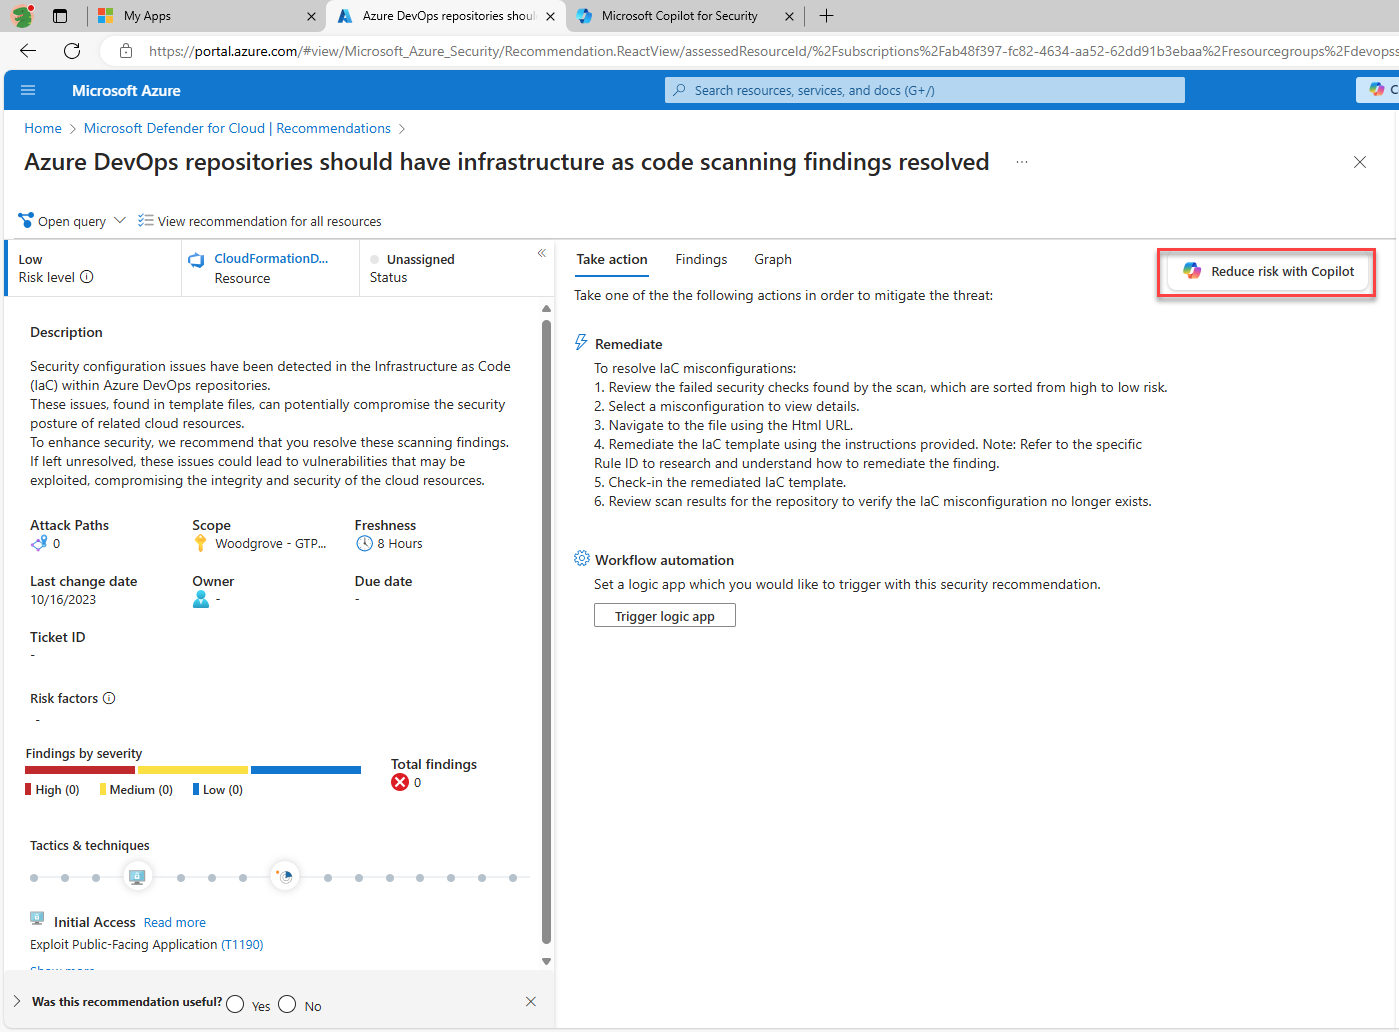 My Apps
Azure DevOps repositories shoul
Microsoft Copilot for Security
https://portal.azure.com/#view/Microsoft_Azure_Security/Recommendation.ReactView/assessedResourceId/%2Fsubscriptions%2Fab48f397-fc82-4634-aa52-62dd91b3ebaa%2Fresourcegroups%2Fdevopss
Microsoft Azure
Search resources, services, and docs (G+/)
C
Home > Microsoft Defender for Cloud | Recommendations >
Azure DevOps repositories should have infrastructure as code scanning findings resolved ...
Open query
View recommendation for all resources
Low
Risk level
CloudFormationD...
Resource
Unassigned
Status
Take action
Findings
Graph
Reduce risk with Copilot
Take one of the the following actions in order to mitigate the threat:
Description
Security configuration issues have been detected in the Infrastructure as Code
(IaC) within Azure DevOps repositories.
These issues, found in template files, can potentially compromise the security
posture of related cloud resources.
To enhance security, we recommend that you resolve these scanning findings.
If left unresolved, these issues could lead to vulnerabilities that may be
exploited, compromising the integrity and security of the cloud resources.
Attack Paths
0
Scope
Woodgrove - GTP...
Freshness
8 Hours
Last change date
10/16/2023
Owner
-
Due date
-
Ticket ID
-
Risk factors
-
Findings by severity
High (0)
Medium (0)
Low (0)
Total findings
0
Tactics & techniques
Initial Access Read more
Exploit Public-Facing Application (T1190)
Show more
Was this recommendation useful?
Yes
No
Remediate
To resolve IaC misconfigurations:
1. Review the failed security checks found by the scan, which are sorted from high to low risk.
2. Select a misconfiguration to view details.
3. Navigate to the file using the Html URL.
4. Remediate the IaC template using the instructions provided. Note: Refer to the specific
Rule ID to research and understand how to remediate the finding.
5. Check-in the remediated IaC template.
6. Review scan results for the repository to verify the IaC misconfiguration no longer exists.
Workflow automation
Set a logic app which you would like to trigger with this security recommendation.
Trigger logic app